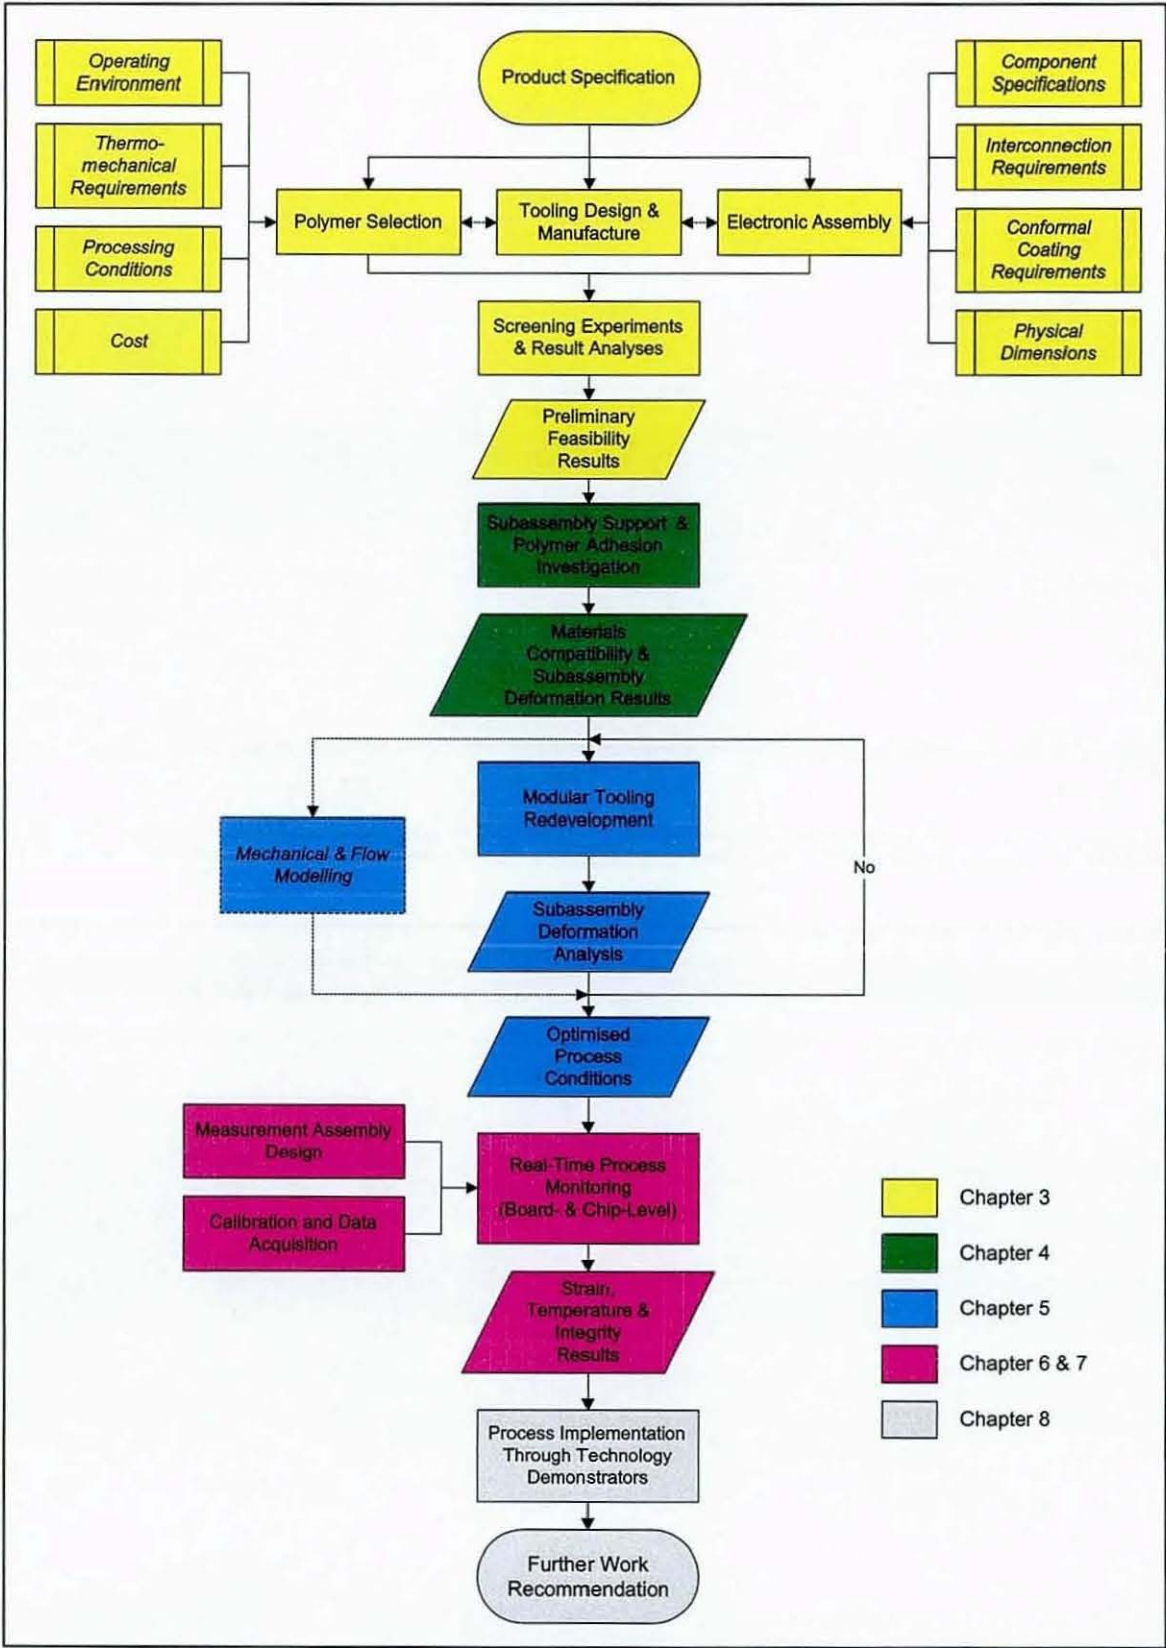 Operating
Environment
Thermo-
mechanical
Requirements
Processing
Conditions
Cost
Product Specification
Component
Specifications
Interconnection
Requirements
Conformal
Coating
Requirements
Physical
Dimensions
Polymer Selection
Tooling Design &
Manufacture
Electronic Assembly
Screening Experiments
& Result Analyses
Preliminary
Feasibility
Results
Subassembly Support &
Polymer Adhesion
Investigation
Materials
Compatibility &
Subassembly
Deformation Results
Modular Tooling
Redevelopment
Mechanical & Flow
Modelling
No
Subassembly
Deformation
Analysis
Optimised
Process
Conditions
Measurement Assembly
Design
Calibration and Data
Acquisition
Real-Time Process
Monitoring
(Board- & Chip-Level)
Strain,
Temperature &
Integrity
Results
Process Implementation
Through Technology
Demonstrators
Further Work
Recommendation
Chapter 3
Chapter 4
Chapter 5
Chapter 6 & 7
Chapter 8